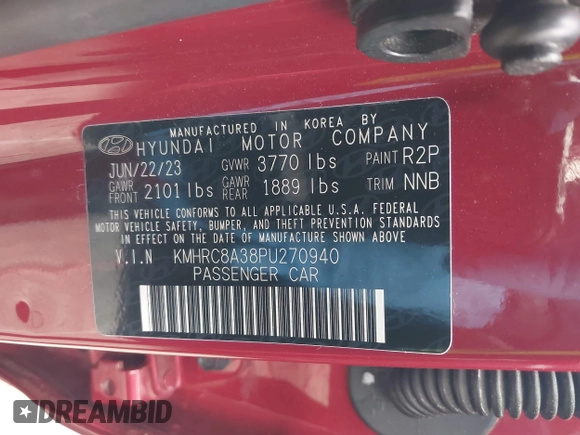 MANUFACTURED IN KOREA BY
HYUNDAI MOTOR COMPANY
JUN/22/23 GVWR 3770 lbs PAINT R2P
GAWR FRONT 2101 lbs GAWR REAR 1889 lbs TRIM NNB
THIS VEHICLE CONFORMS TO ALL APPLICABLE U.S.A. FEDERAL
MOTOR VEHICLE SAFETY, BUMPER, AND THEFT PREVENTION STANDARDS
IN EFFECT ON THE DATE OF MANUFACTURE SHOWN ABOVE
V.I.N KMHRC8A38PU270940
PASSENGER CAR
DREAMBID